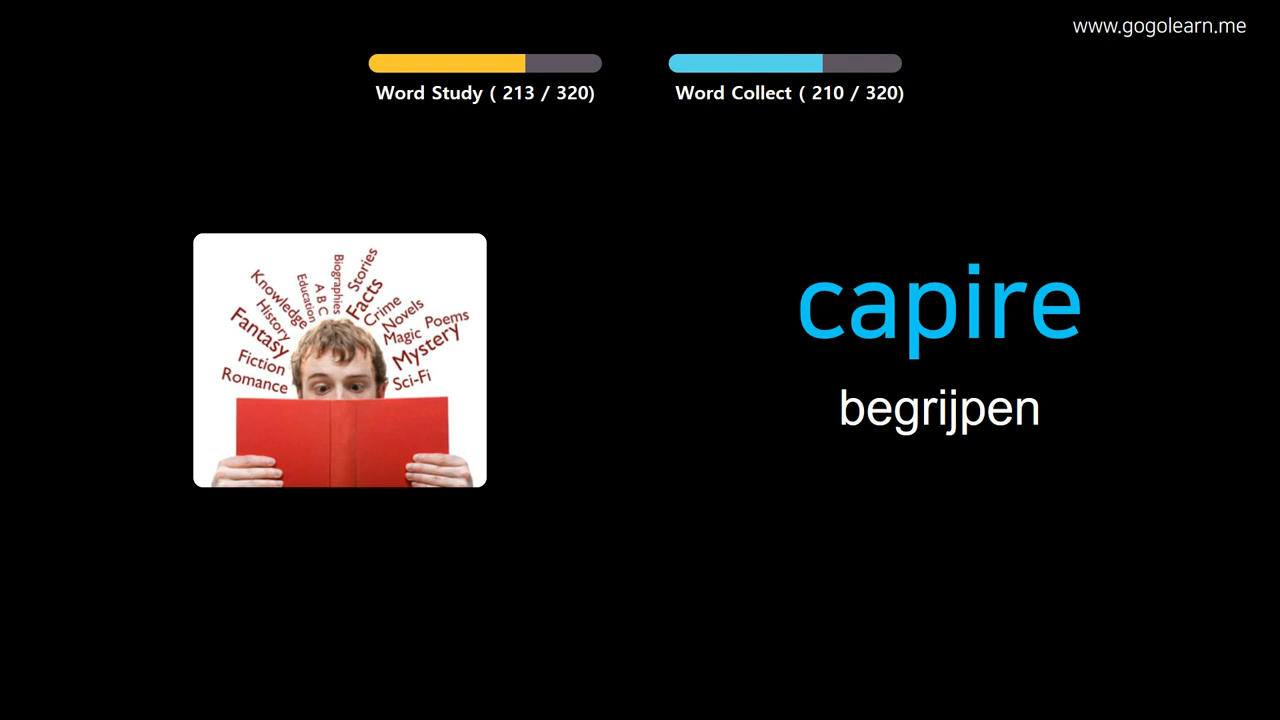 www.gogolearn.me
Word Study ( 213 / 320)
Word Collect ( 210 / 320)
Knowledge
History
Fantasy
Fiction
Romance
Education
A B C
Biographies
Stories
Facts
Crime
Novels
Magic
Poems
Mystery
Sci-Fi
capire
begrijpen